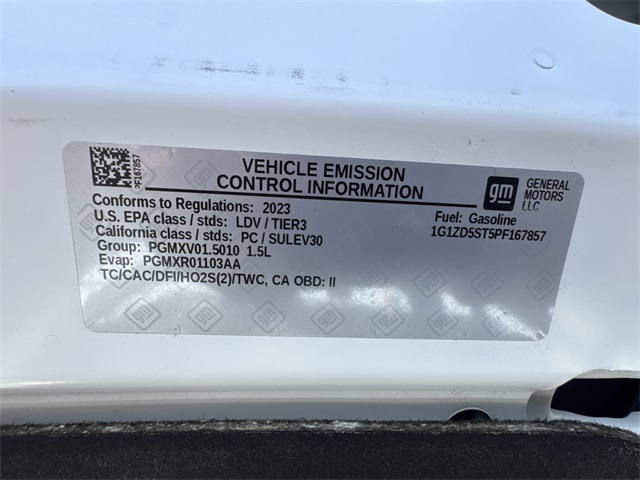 PF167857
VEHICLE EMISSION
CONTROL INFORMATION
gm
GENERAL
MOTORS
LLC
Conforms to Regulations: 2023
U.S. EPA class / stds: LDV / TIER3
California class / stds: PC / SULEV30
Group: PGMXV01.5010 1.5L
Evap: PGMXR01103AA
TC/CAC/DFI/HO2S(2)/TWC, CA OBD: II
Fuel: Gasoline
1G1ZD5ST5PF167857